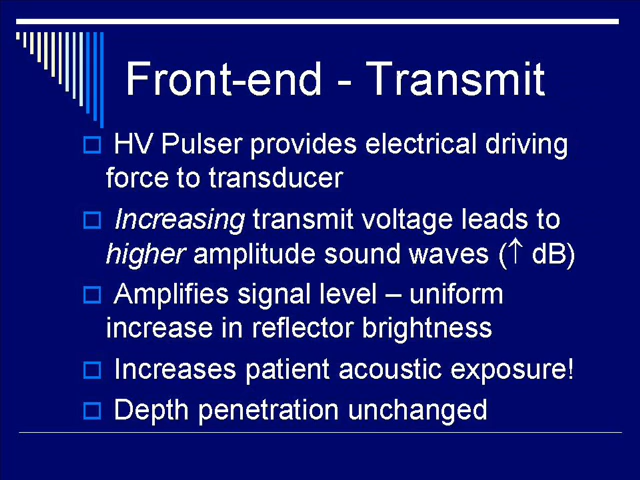 Front-end - Transmit
HV Pulser provides electrical driving
force to transducer
Increasing transmit voltage leads to
higher amplitude sound waves (↑ dB)
Amplifies signal level – uniform
increase in reflector brightness
Increases patient acoustic exposure!
Depth penetration unchanged